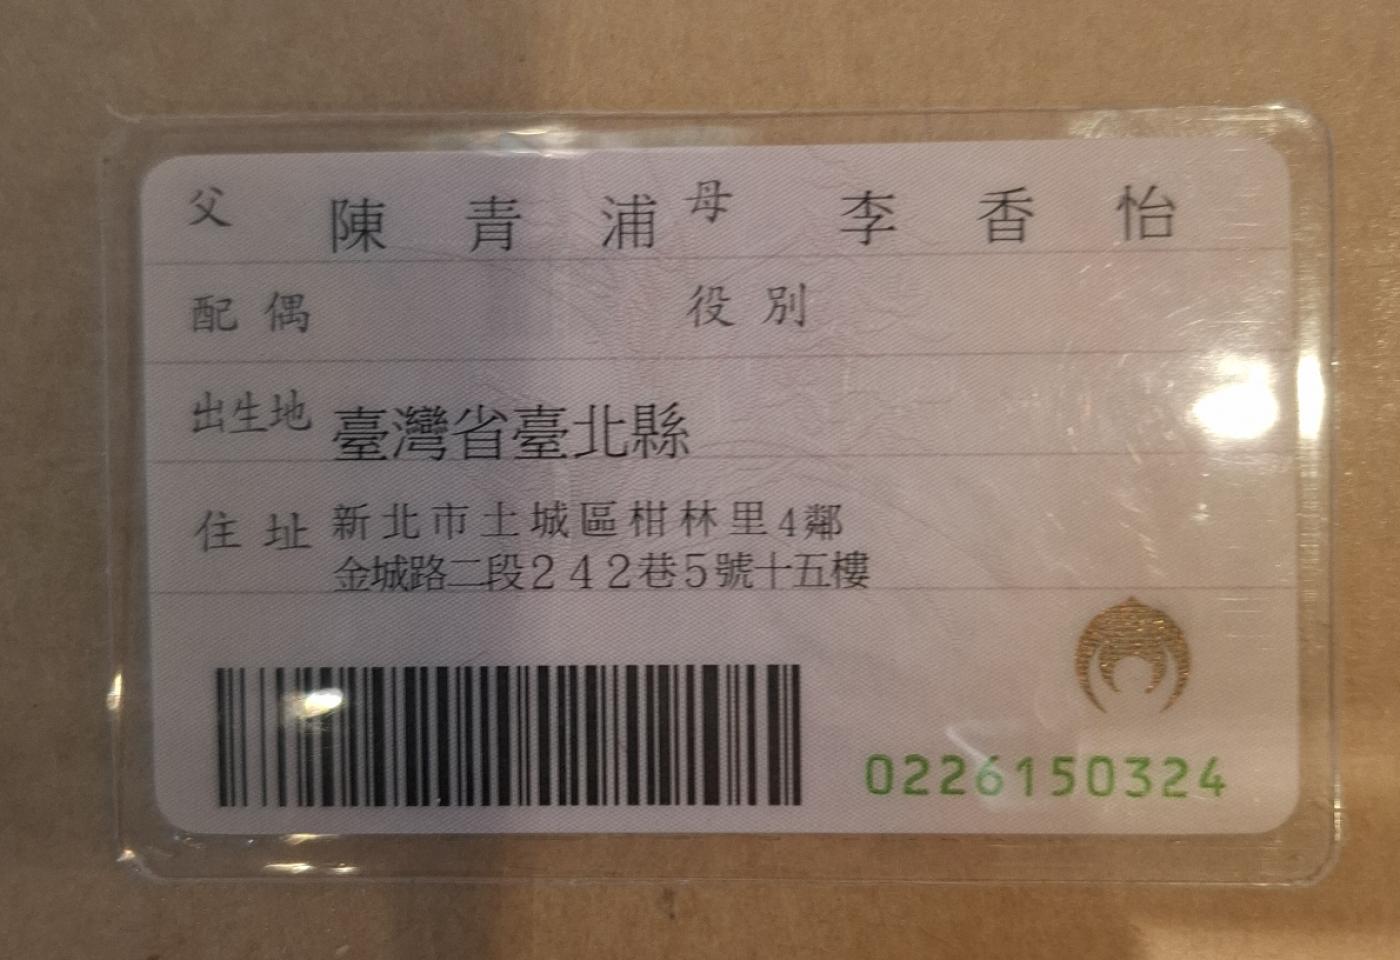 父 陳青浦 母 李香怡
配偶 役別
出生地 臺灣省臺北縣
住址 新北市土城區柑林里4鄰
金城路二段242巷5號十五樓
0226150324